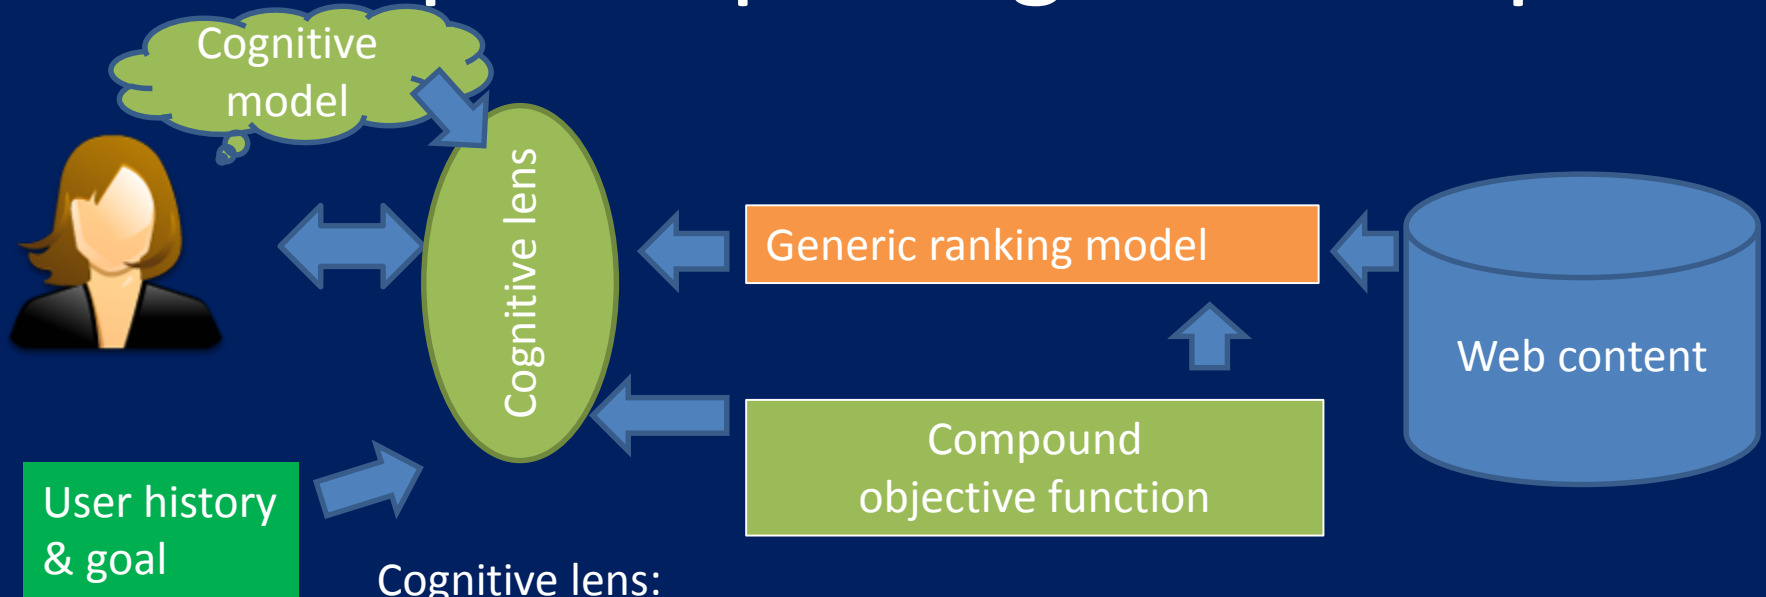 Cognitive
model
Cognitive lens
Generic ranking model
Web content
Compound
objective function
User history
& goal
Cognitive lens: